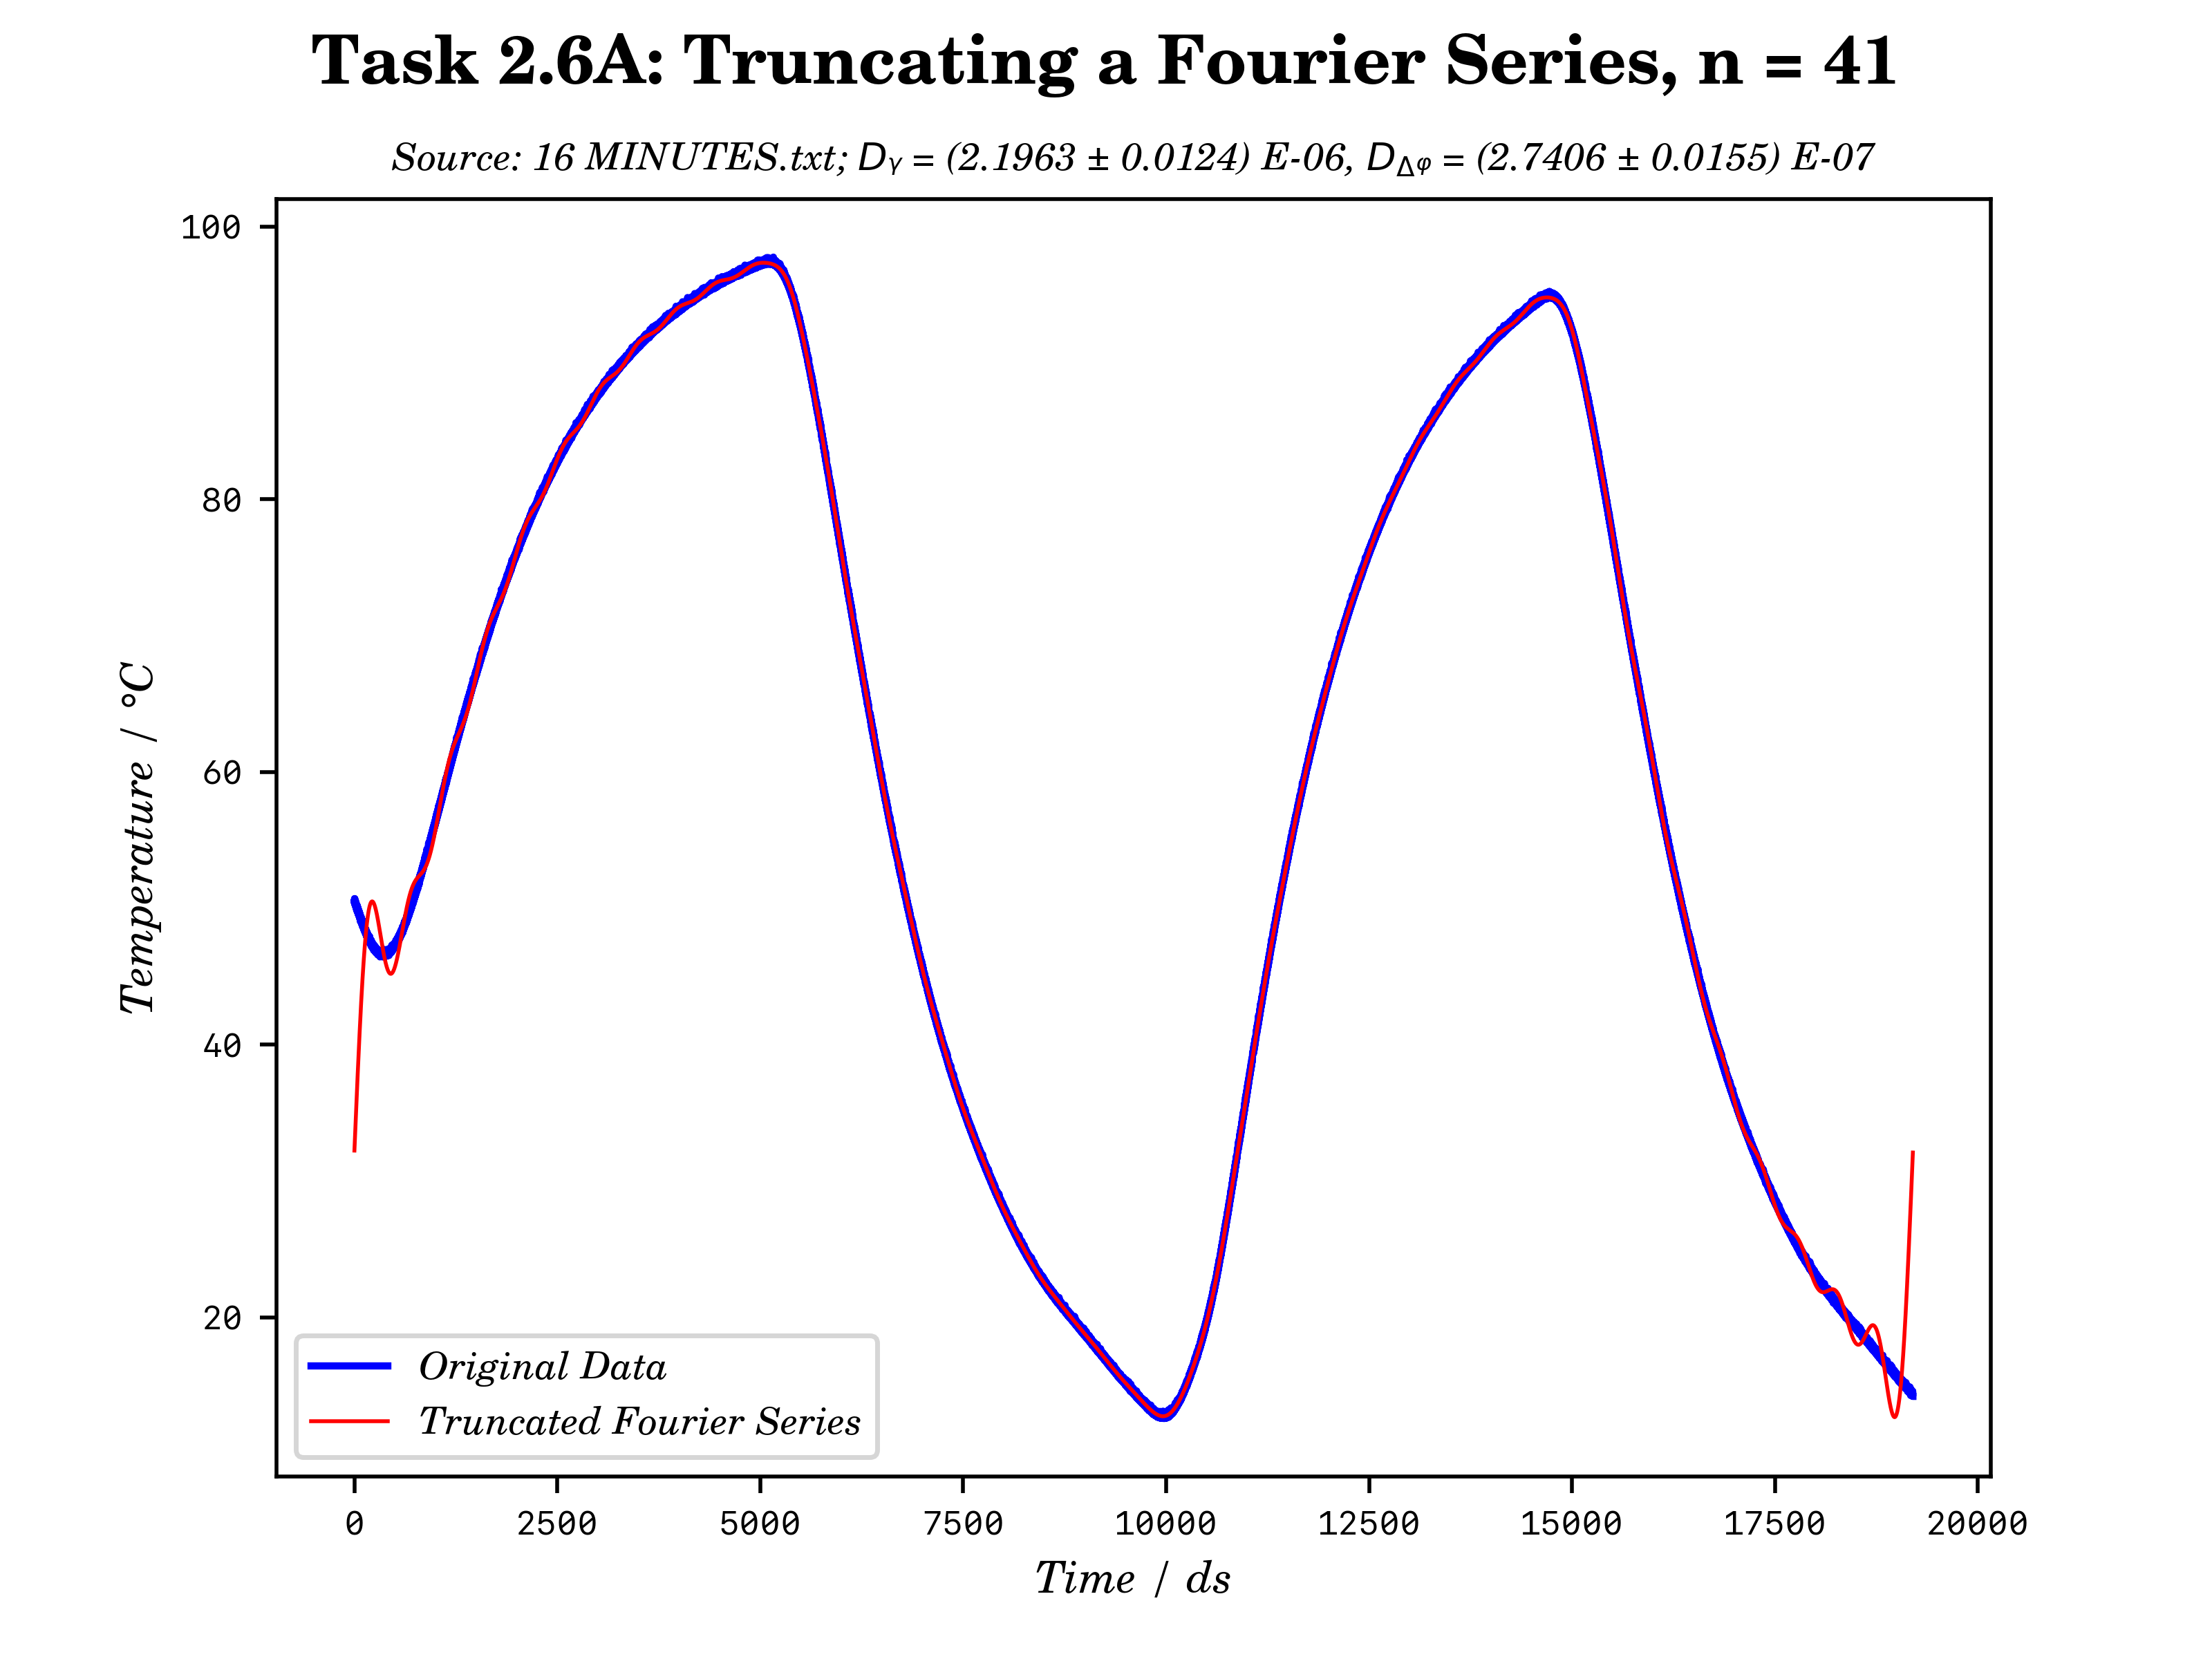 Task 2.6A: Truncating a Fourier Series, n = 41
Source: 16 MINUTES.txt; Dᵧ = (2.1963 ± 0.0124) E-06, D_Δφ = (2.7406 ± 0.0155) E-07
100
80
60
40
20
Temperature / °C
Original Data
Truncated Fourier Series
0 2500 5000 7500 10000 12500 15000 17500 20000
Time / ds